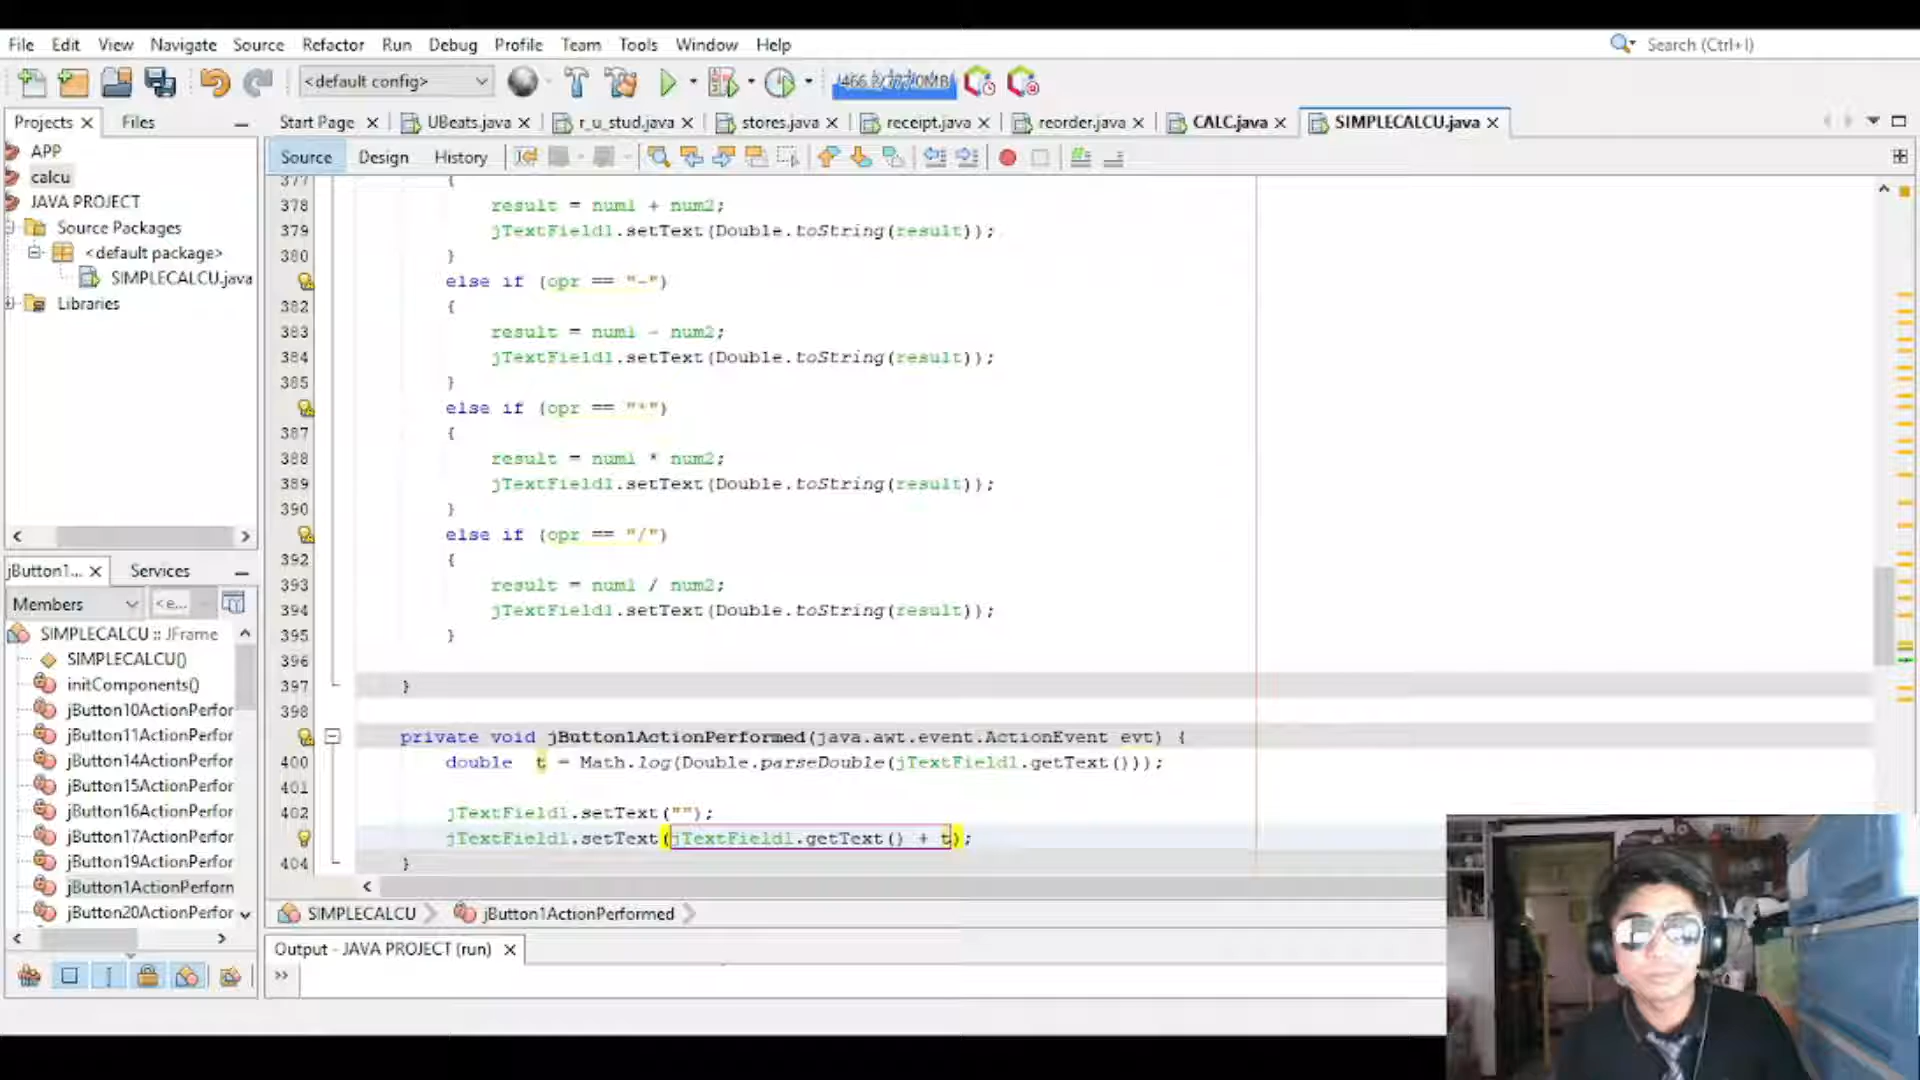 File Edit View Navigate Source Refactor Run Debug Profile Team Tools Window Help
Search (Ctrl+I)
<default config>
Projects
Files
Start Page
UBeats.java
r_u_stud.java
stores.java
receipt.java
reorder.java
CALC.java
SIMPLECALCU.java
Source Design History
APP
calcu
JAVA PROJECT
Source Packages
<default package>
SIMPLECALCU.java
Libraries
377 {
378 result = num1 + num2;
379 jTextField1.setText(Double.toString(result));
380 }
else if (opr == "-")
382 {
383 result = num1 - num2;
384 jTextField1.setText(Double.toString(result));
385 }
else if (opr == "*")
387 {
388 result = num1 * num2;
389 jTextField1.setText(Double.toString(result));
390 }
else if (opr == "/")
392 {
393 result = num1 / num2;
394 jTextField1.setText(Double.toString(result));
395 }
396
397 }
398
private void jButton1ActionPerformed(java.awt.event.ActionEvent evt) {
400 double t = Math.log(Double.parseDouble(jTextField1.getText()));
401
402 jTextField1.setText("");
jTextField1.setText(jTextField1.getText() + t);
404 }
jButton1...
Services
Members
<e...
SIMPLECALCU :: JFrame
SIMPLECALCU()
initComponents()
jButton10ActionPerfor
jButton11ActionPerfor
jButton14ActionPerfor
jButton15ActionPerfor
jButton16ActionPerfor
jButton17ActionPerfor
jButton19ActionPerfor
jButton1ActionPerforn
jButton20ActionPerfor
SIMPLECALCU
jButton1ActionPerformed
Output - JAVA PROJECT (run)